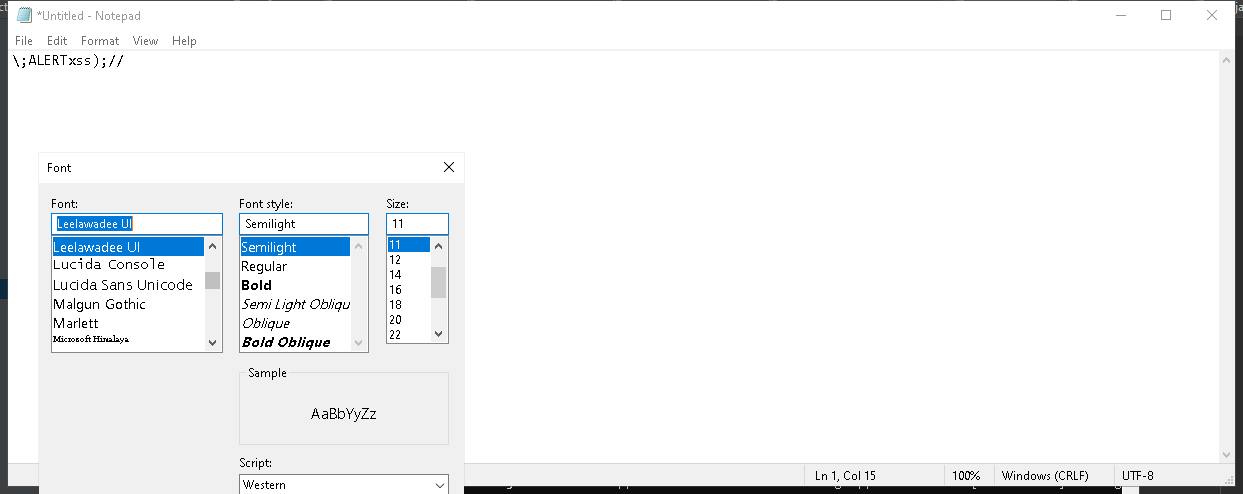 *Untitled - Notepad
File Edit Format View Help
\;ALERTxss);//
Font
Font: Font style: Size:
Leelawadee UI Semilight 11
Leelawadee UI Semilight 11
Lucida Console Regular 12
Lucida Sans Unicode Bold 14
Malgun Gothic Semi Light Obliqu 16
Marlett Oblique 18
Microsoft Himalaya Bold Oblique 20
22
Sample
AaBbYyZz
Script:
Western
Ln 1, Col 15 100% Windows (CRLF) UTF-8